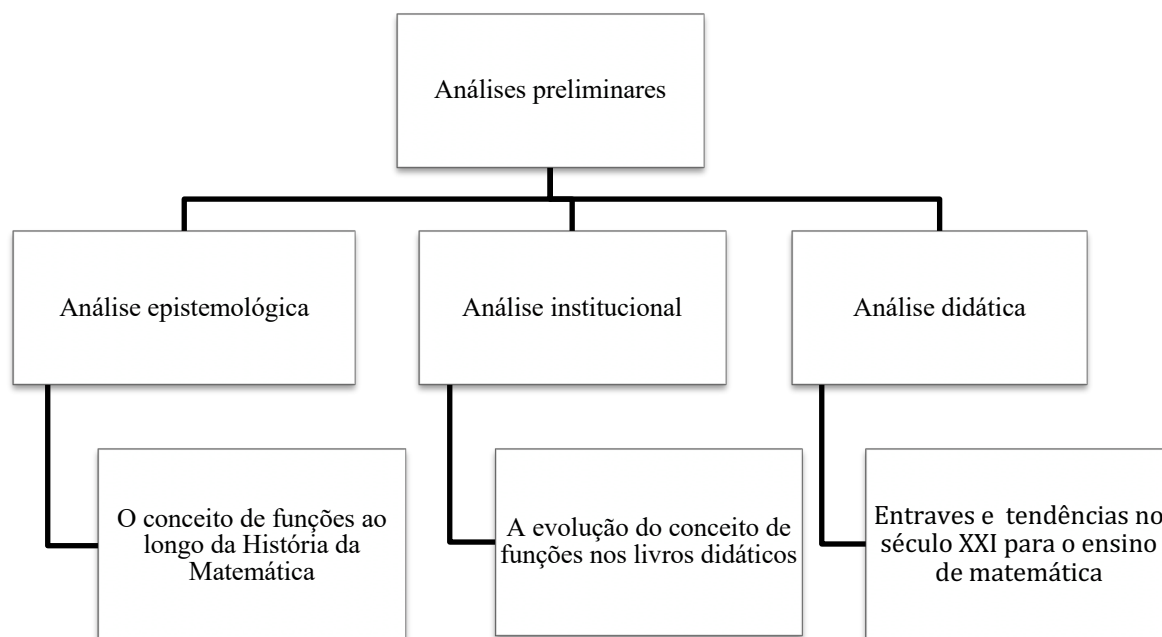 Análises preliminares
Análise epistemológica
Análise institucional
Análise didática
O conceito de funções ao
longo da História da
Matemática
A evolução do conceito de
funções nos livros didáticos
Entraves e tendências no
século XXI para o ensino
de matemática